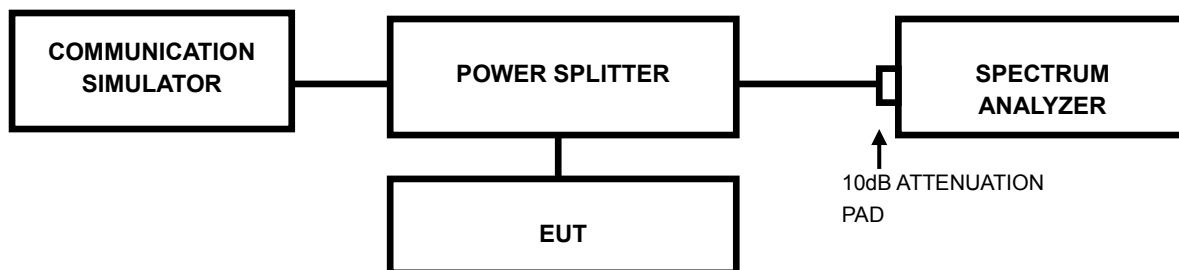 COMMUNICATION
SIMULATOR
POWER SPLITTER
SPECTRUM
ANALYZER
10dB ATTENUATION
PAD
EUT